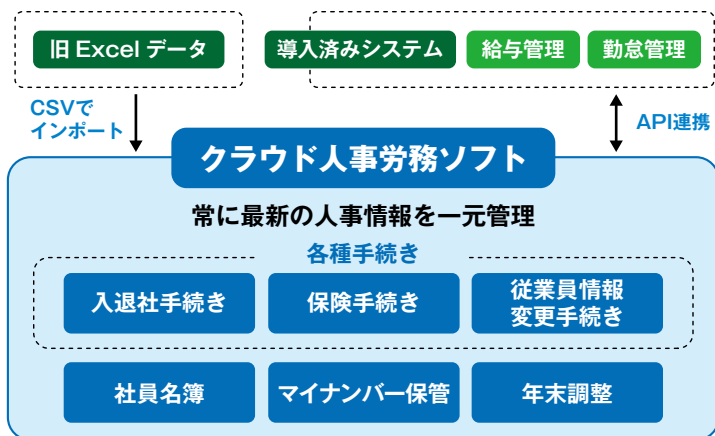 旧 Excel データ
導入済みシステム
給与管理
勤怠管理
CSVで
インポート
API連携
クラウド人事労務ソフト
常に最新の人事情報を一元管理
各種手続き
入退社手続き
保険手続き
従業員情報
変更手続き
社員名簿
マイナンバー保管
年末調整